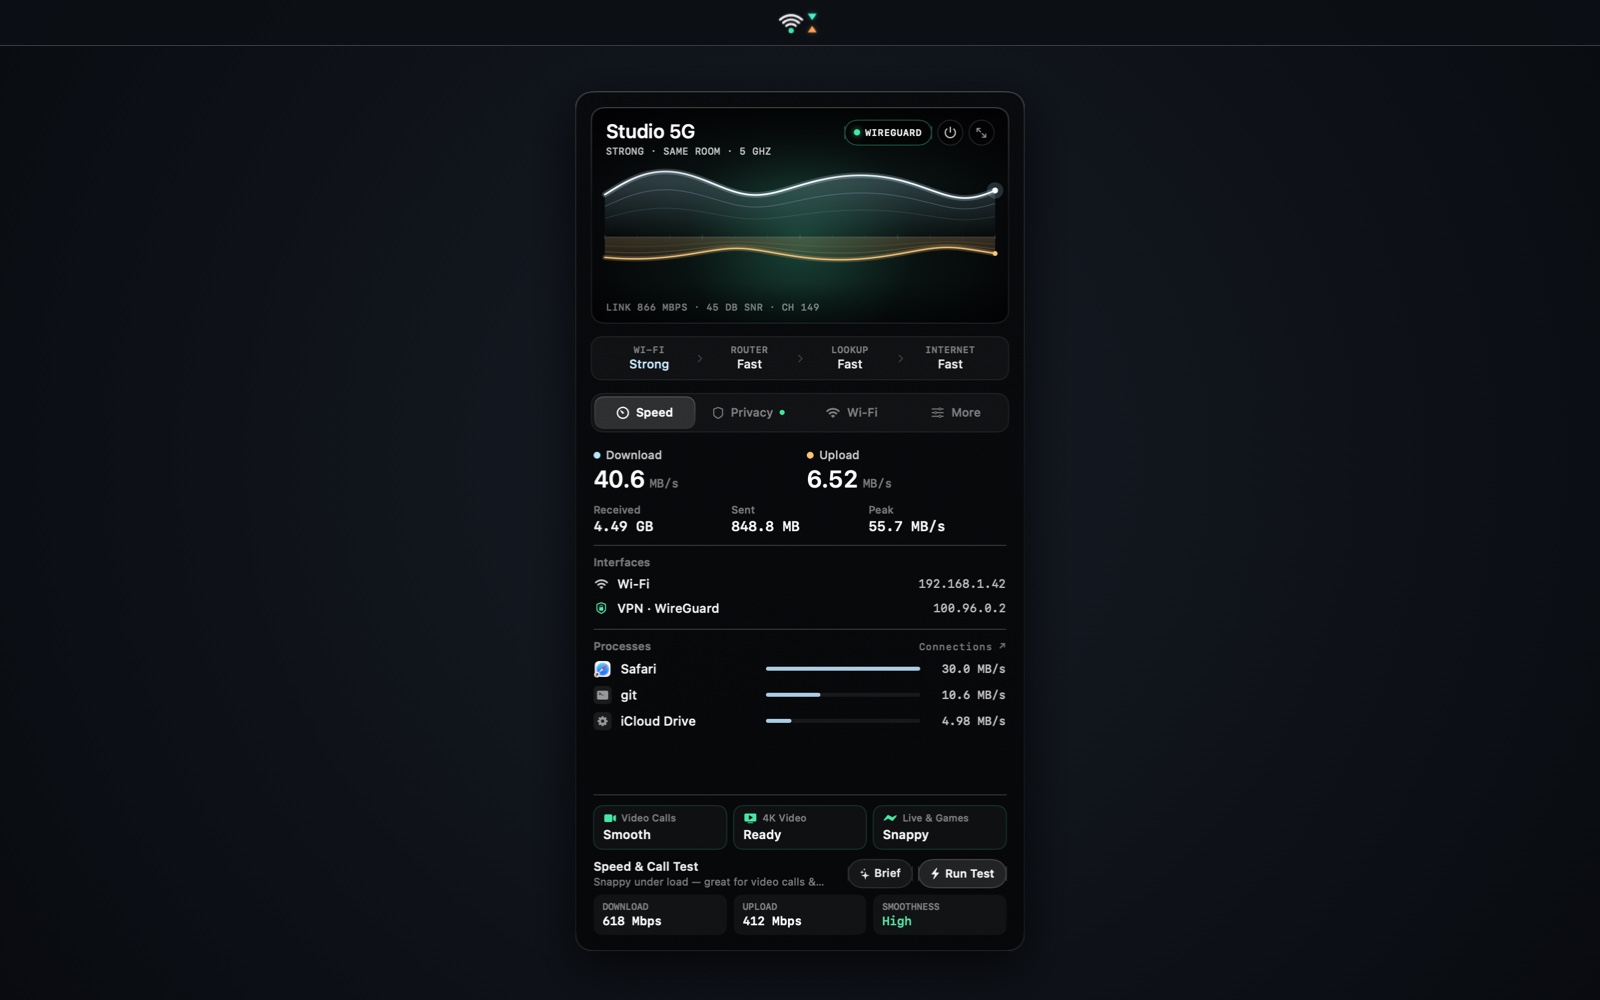 Studio 5G
WIREGUARD
STRONG · SAME ROOM · 5 GHZ
LINK 866 MBPS · 45 DB SNR · CH 149
WI-FI
Strong
ROUTER
Fast
LOOKUP
Fast
INTERNET
Fast
Speed
Privacy
Wi-Fi
More
Download
40.6 MB/s
Upload
6.52 MB/s
Received
4.49 GB
Sent
848.8 MB
Peak
55.7 MB/s
Interfaces
Wi-Fi 192.168.1.42
VPN · WireGuard 100.96.0.2
Processes Connections ↗
Safari 30.0 MB/s
git 10.6 MB/s
iCloud Drive 4.98 MB/s
Video Calls
Smooth
4K Video
Ready
Live & Games
Snappy
Speed & Call Test
Snappy under load — great for video calls &…
Brief
Run Test
DOWNLOAD
618 Mbps
UPLOAD
412 Mbps
SMOOTHNESS
High